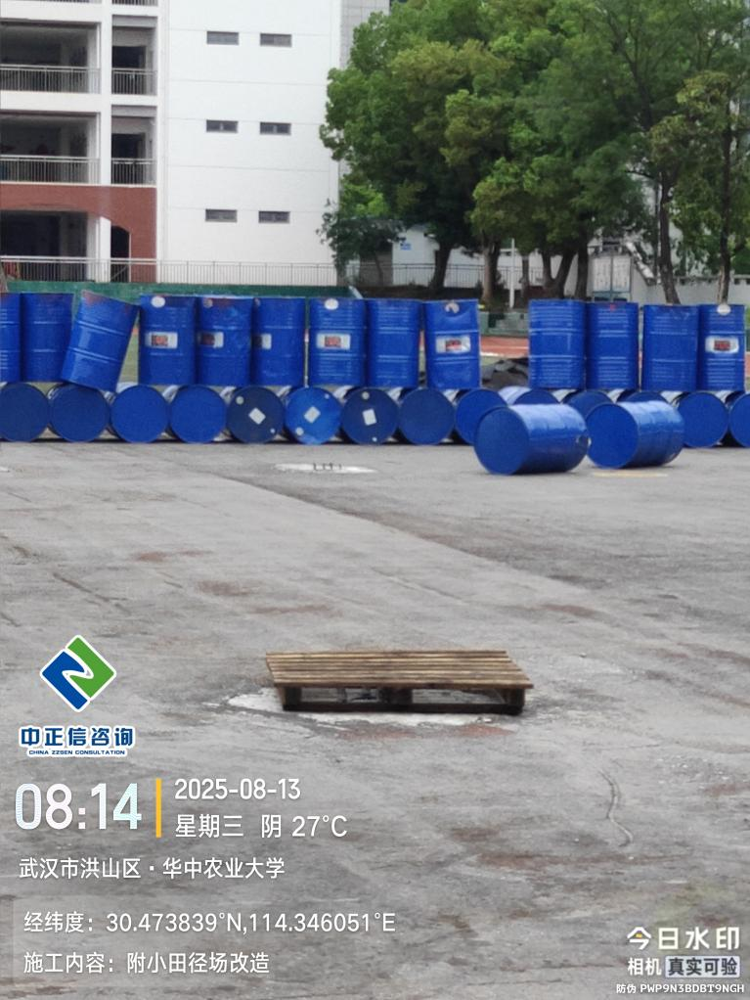 中正信咨询
CHINA ZZSEN CONSULTATION
08:14
2025-08-13
星期三 阴 27°C
武汉市洪山区·华中农业大学
经纬度：30.473839°N,114.346051°E
施工内容：附小田径场改造
今日水印
相机 真实可验
防伪 PWP9N3BDBT9NGH